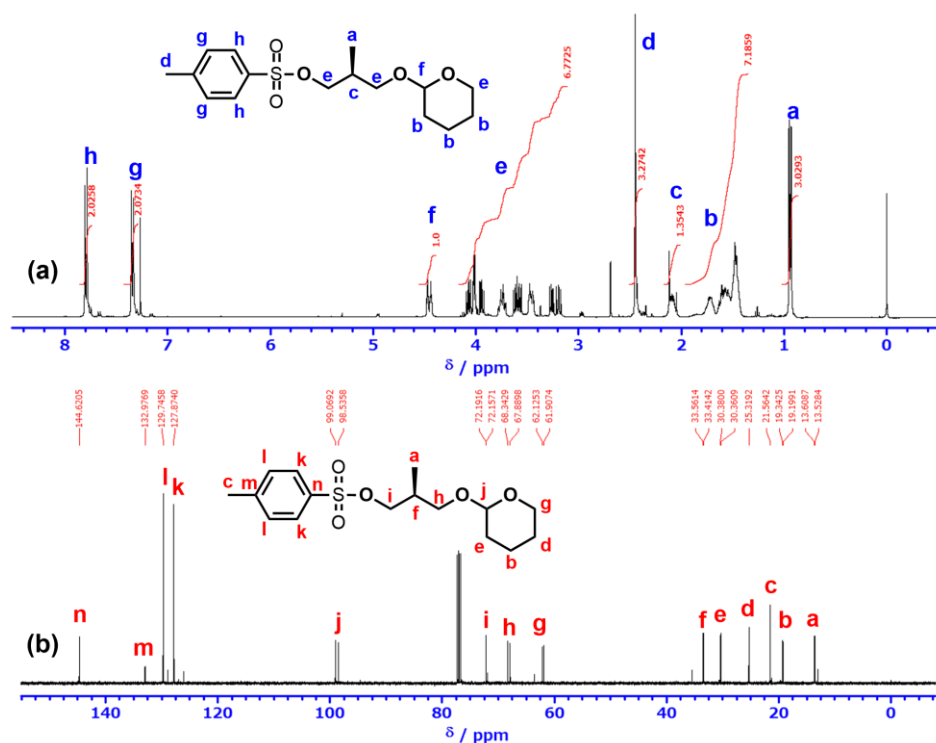 a
g
h
O
O
d
S
O
O
f
O
e
e
c
e
g
h
b
b
b
6.7725
d
7.1859
a
h
g
e
2.0258
2.0734
f
1.0
3.2742
c
1.3543
b
3.0293
(a)
8 7 6 5 4 3 2 1 0
δ / ppm
144.6205
132.9769
129.7458
127.8740
99.0692
98.5358
72.1916
72.1571
68.3429
67.8898
62.1253
61.9074
33.5614
33.4142
30.3800
30.3609
25.3192
21.5642
19.3425
19.1991
13.6087
13.5284
l
k
l
k
O
O
a
c
m
n
S
O
O
j
O
i
f
h
g
l
k
e
b
d
n
m
j
i
h
g
f
e
d
c
b
a
(b)
140 120 100 80 60 40 20 0
δ / ppm